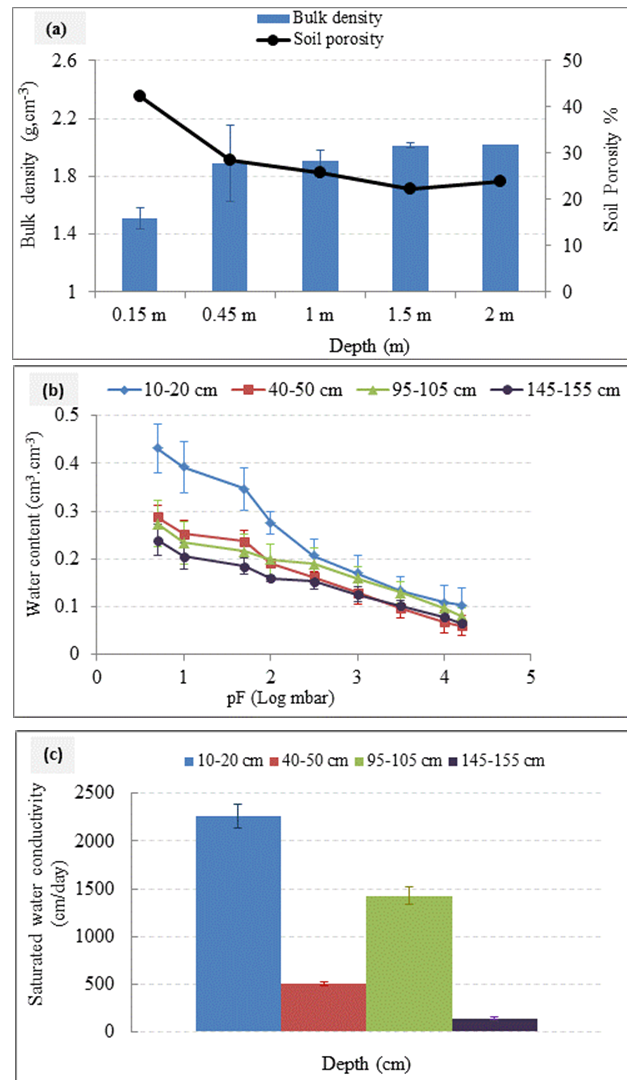 (a)
Bulk density
Soil porosity
2.6
2.2
1.8
1.4
1
Bulk density (g,cm-³)
50
40
30
20
10
0
Soil Porosity %
0.15 m 0.45 m 1 m 1.5 m 2 m
Depth (m)
(b)
10-20 cm 40-50 cm 95-105 cm 145-155 cm
0.5
0.4
0.3
0.2
0.1
0
Water content (cm³.cm-³)
0 1 2 3 4 5
pF (Log mbar)
(c)
10-20 cm 40-50 cm 95-105 cm 145-155 cm
2500
2000
1500
1000
500
0
Saturated water conductivity
(cm/day)
Depth (cm)